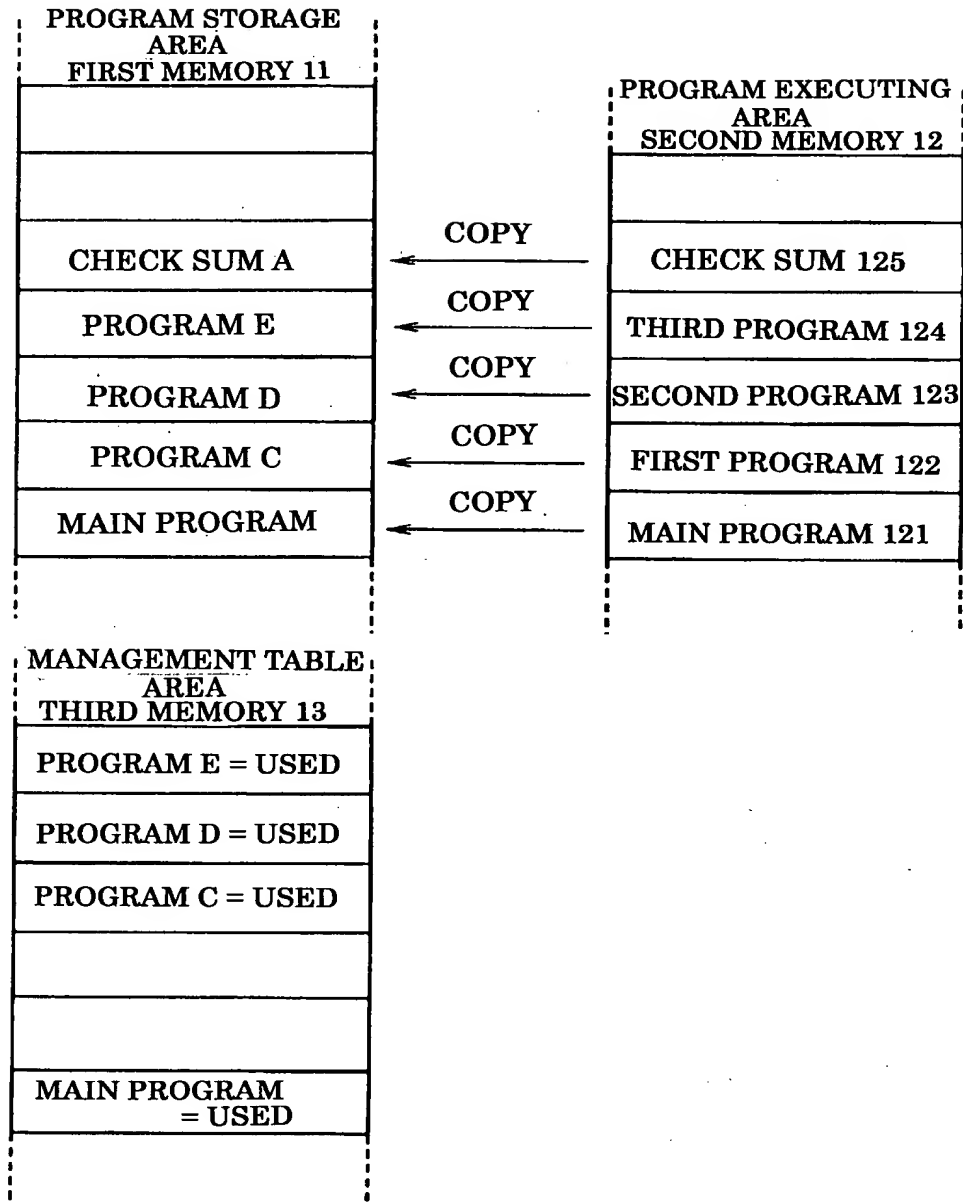 PROGRAM STORAGE
AREA
FIRST MEMORY 11
CHECK SUM A
PROGRAM E
PROGRAM D
PROGRAM C
MAIN PROGRAM
COPY
COPY
COPY
COPY
COPY
PROGRAM EXECUTING
AREA
SECOND MEMORY 12
CHECK SUM 125
THIRD PROGRAM 124
SECOND PROGRAM 123
FIRST PROGRAM 122
MAIN PROGRAM 121
MANAGEMENT TABLE
AREA
THIRD MEMORY 13
PROGRAM E = USED
PROGRAM D = USED
PROGRAM C = USED
MAIN PROGRAM
= USED